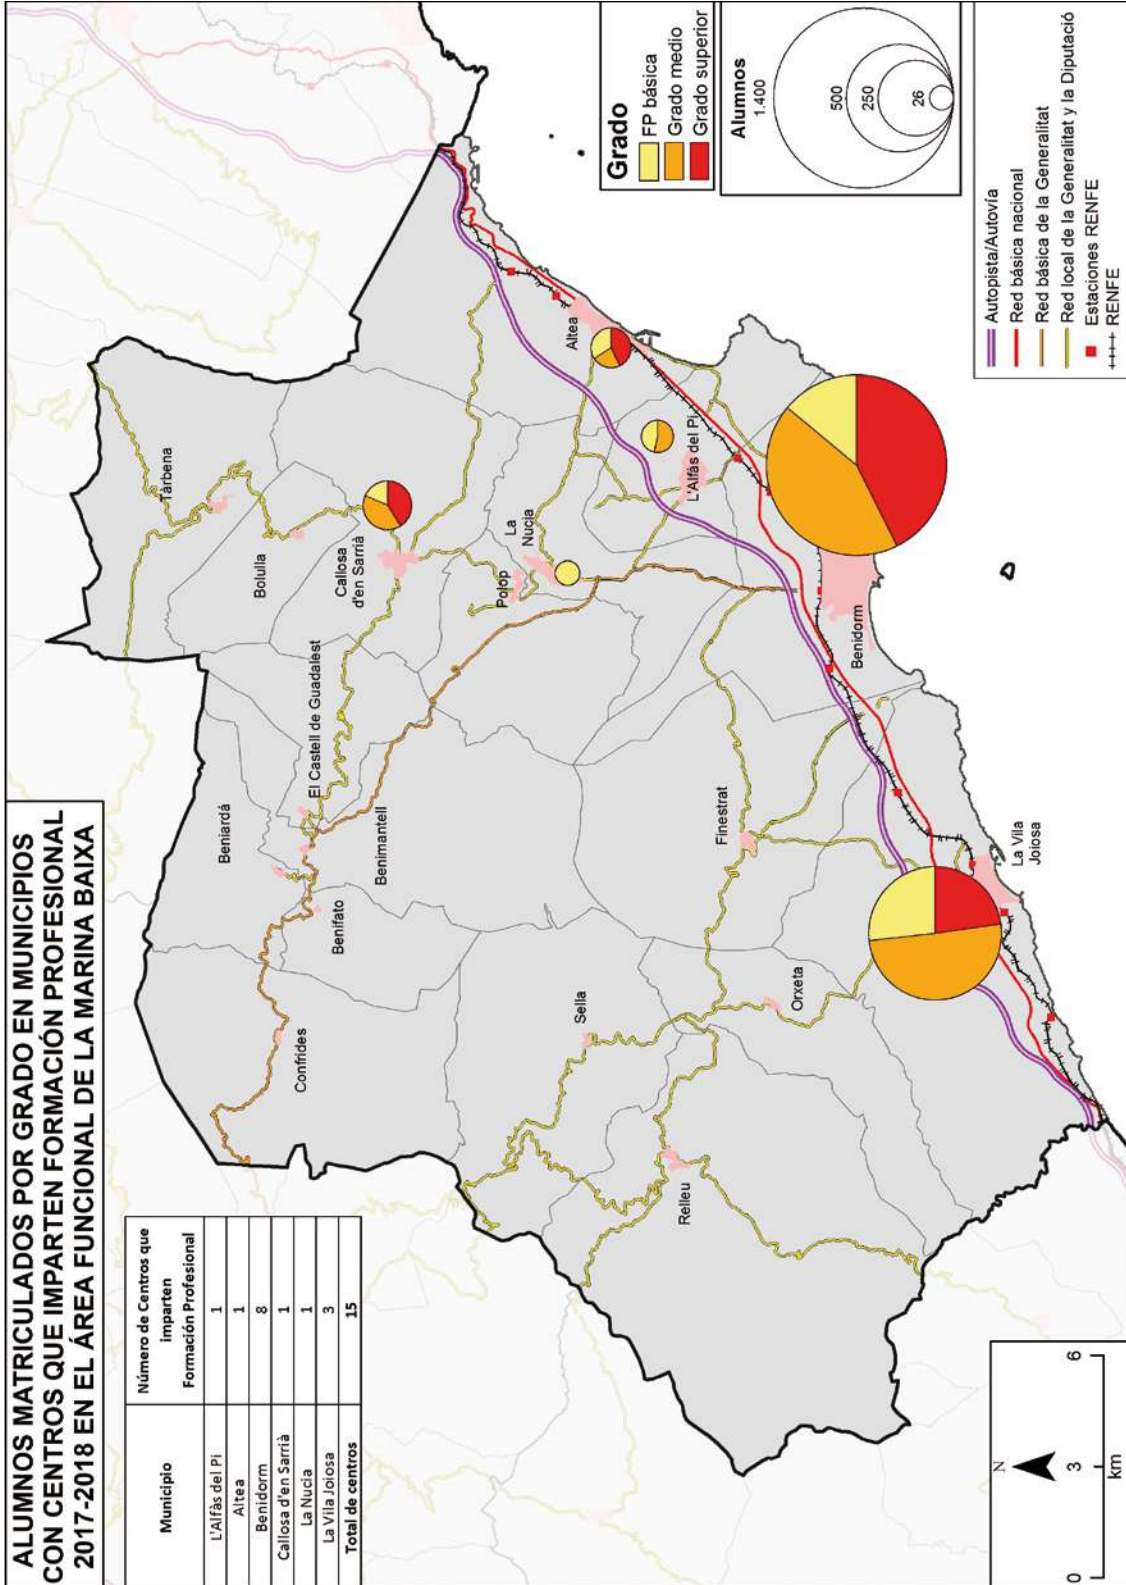 ALUMNOS MATRICULADOS POR GRADO EN MUNICIPIOS
CON CENTROS QUE IMPARTEN FORMACIÓN PROFESIONAL
2017-2018 EN EL ÁREA FUNCIONAL DE LA MARINA BAIXA
Municipio
Número de Centros que
imparten
Formación Profesional
L'Alfàs del Pi 1
Altea 1
Benidorm 8
Callosa d'en Sarrià 1
La Nucia 1
La Vila Joiosa 3
Total de centros 15
Tàrbena
Bolulla
Callosa
d'en Sarrià
El Castell de Guadalest
Beniardá
Benimantell
Benifato
Confrides
Polop
La
Nucia
Altea
L'Alfàs del Pi
Sella
Finestrat
Benidorm
Orxeta
Relleu
La Vila
Joiosa
Grado
FP básica
Grado medio
Grado superior
Alumnos
1.400
500
250
26
Autopista/Autovía
Red básica nacional
Red básica de la Generalitat
Red local de la Generalitat y la Diputació
Estaciones RENFE
RENFE
N
0 3 6
km